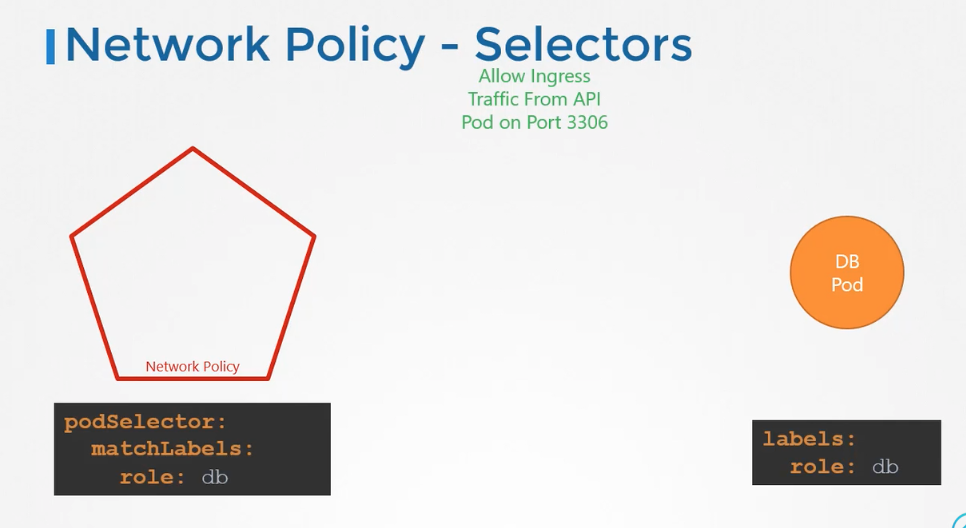 Network Policy - Selectors
Allow Ingress
Traffic From API
Pod on Port 3306
DB
Pod
Network Policy
podSelector:
  matchLabels:
    role: db
labels:
  role: db